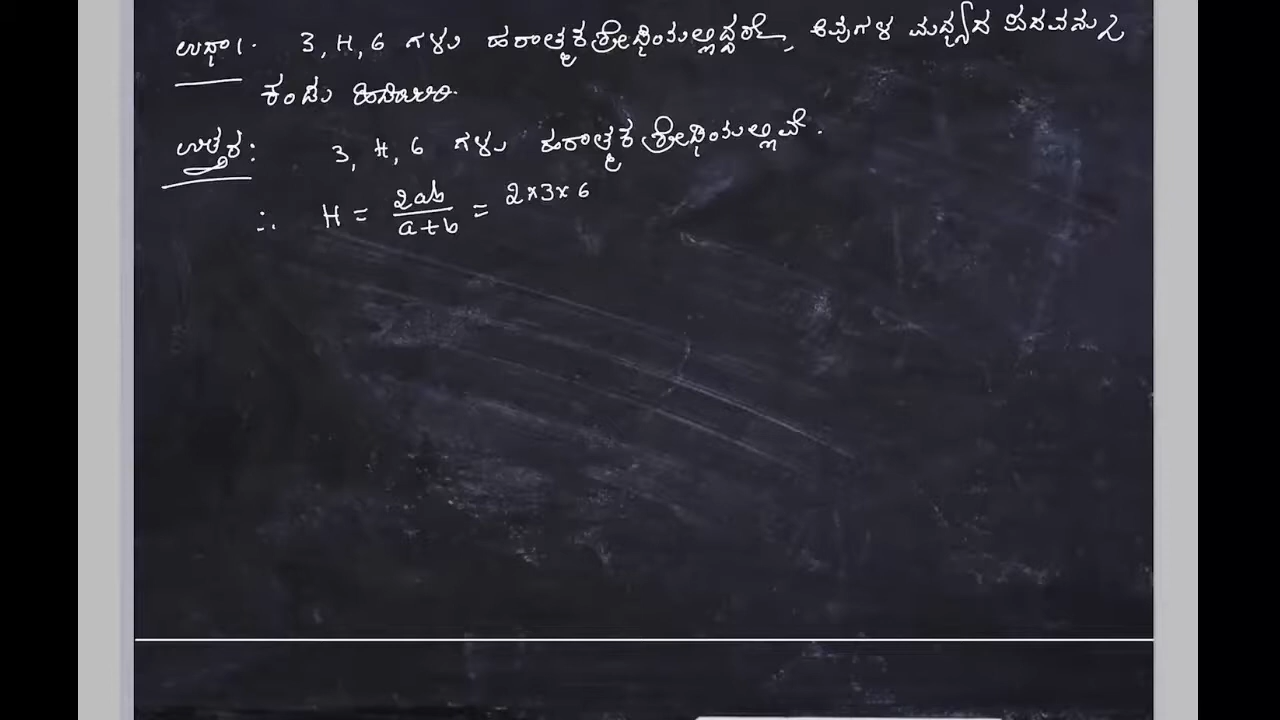 ಉದಾ1. 3, H, 6 ಗಳು ಹರಾತ್ಮಕ ಶ್ರೇಢಿಯಲ್ಲಿದ್ದರೆ, ಅವುಗಳ ಮಧ್ಯದ ಪದವನ್ನು
ಕಂಡು ಹಿಡಿಯಿರಿ.
ಉತ್ತರ: 3, H, 6 ಗಳು ಹರಾತ್ಮಕ ಶ್ರೇಢಿಯಲ್ಲಿವೆ.
∴ H = 2ab / a+b = 2×3×6